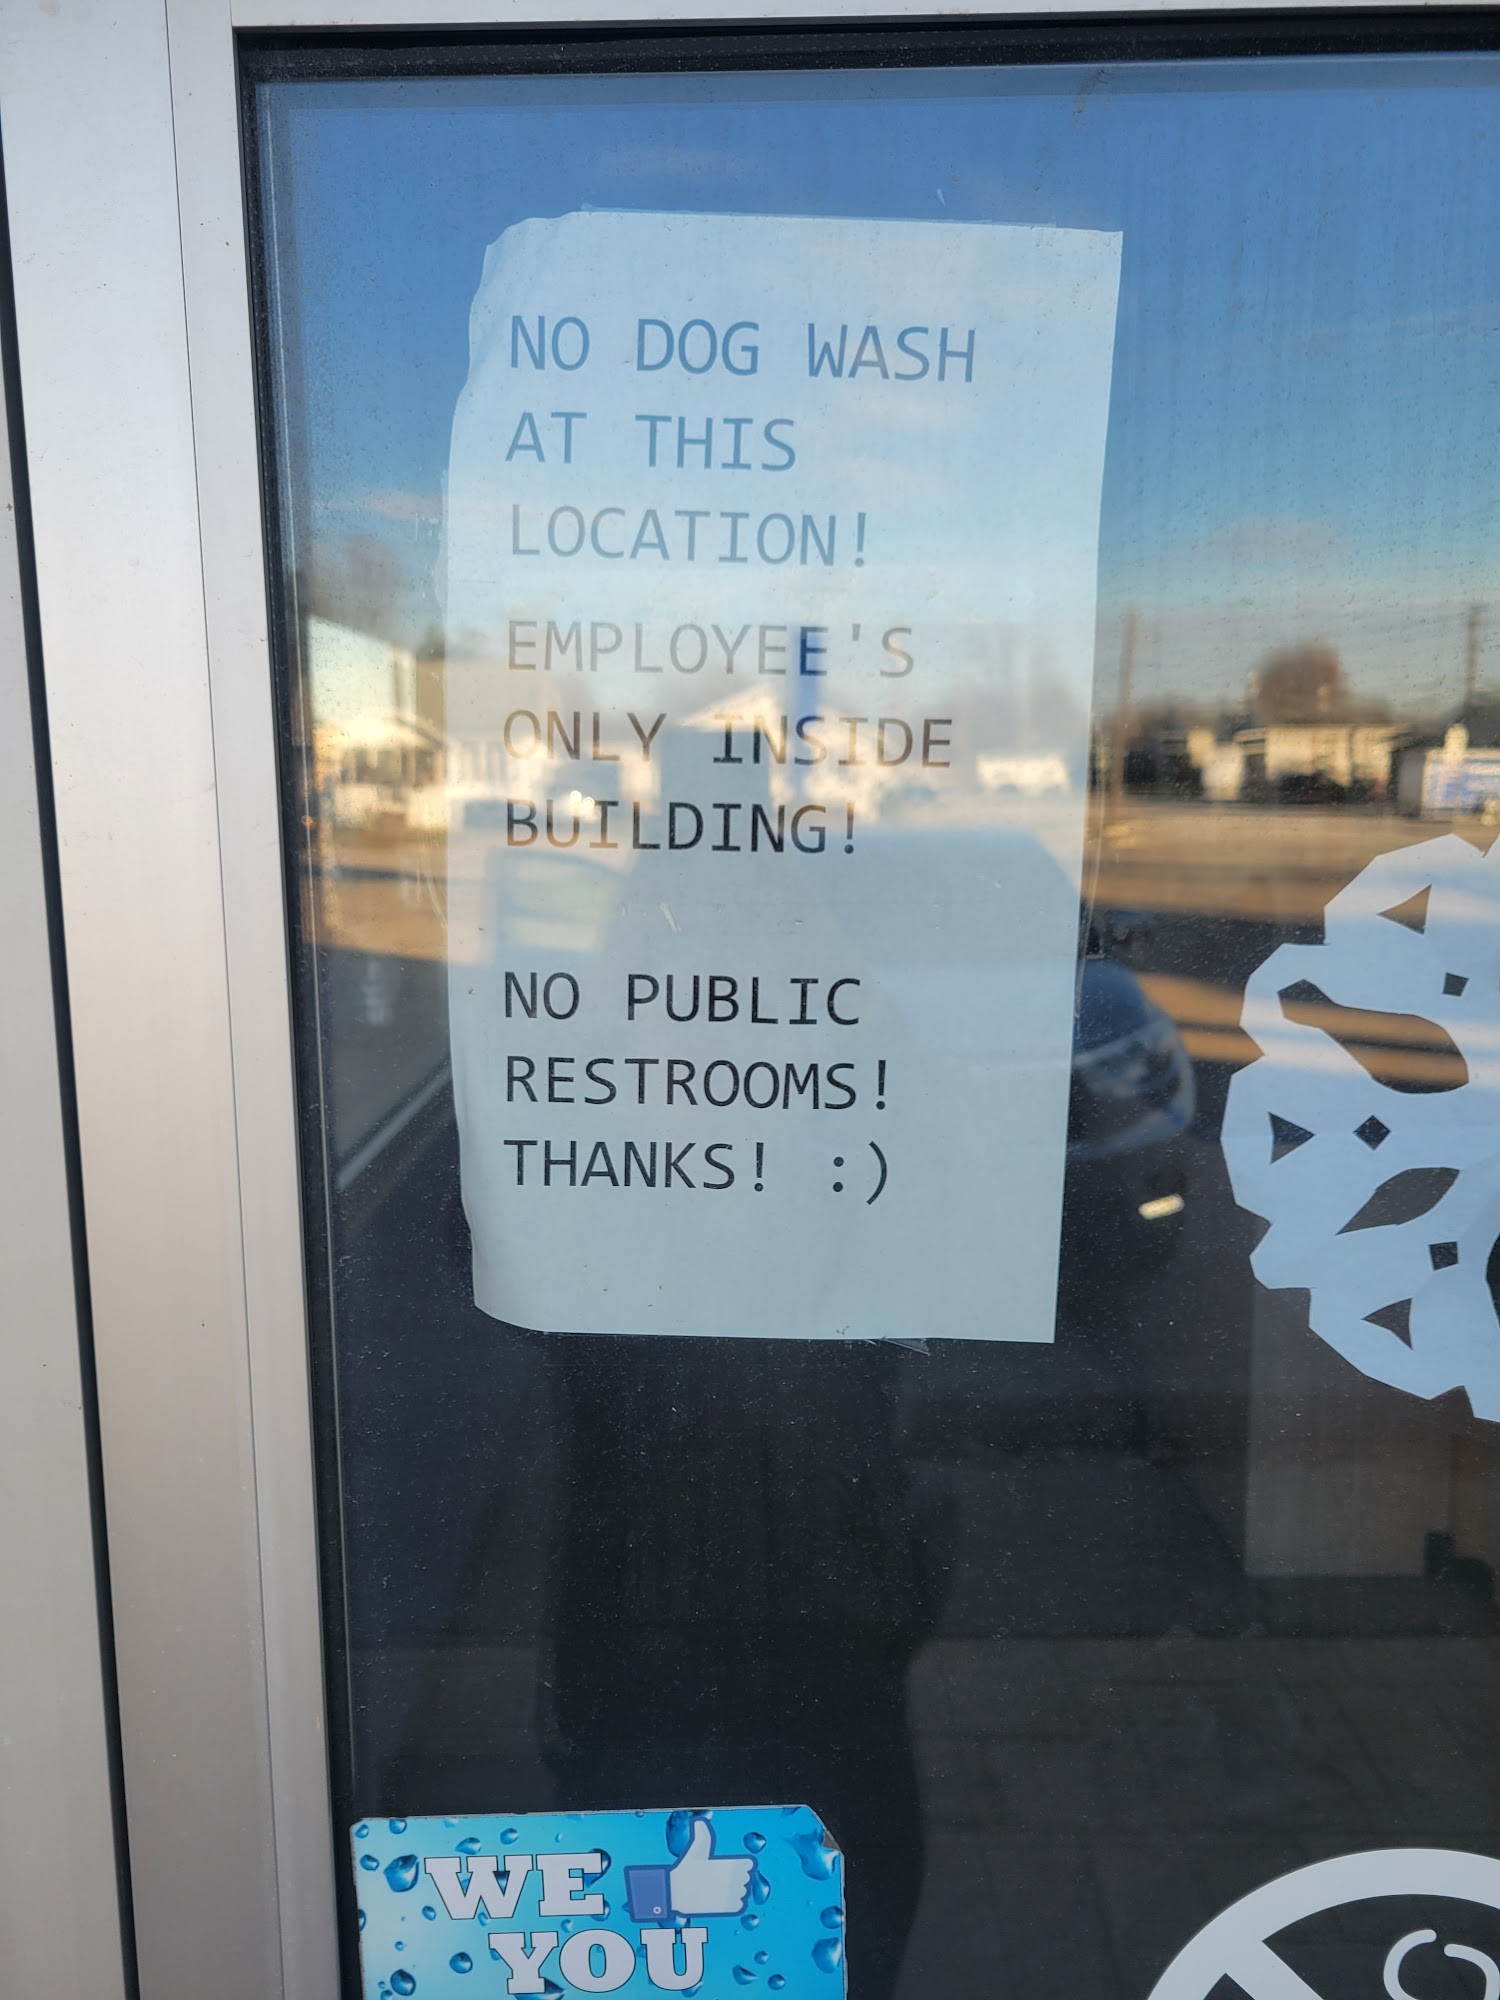 NO DOG WASH
AT THIS
LOCATION!
EMPLOYEE'S
ONLY INSIDE
BUILDING!
NO PUBLIC
RESTROOMS!
THANKS! :)
WE
YOU